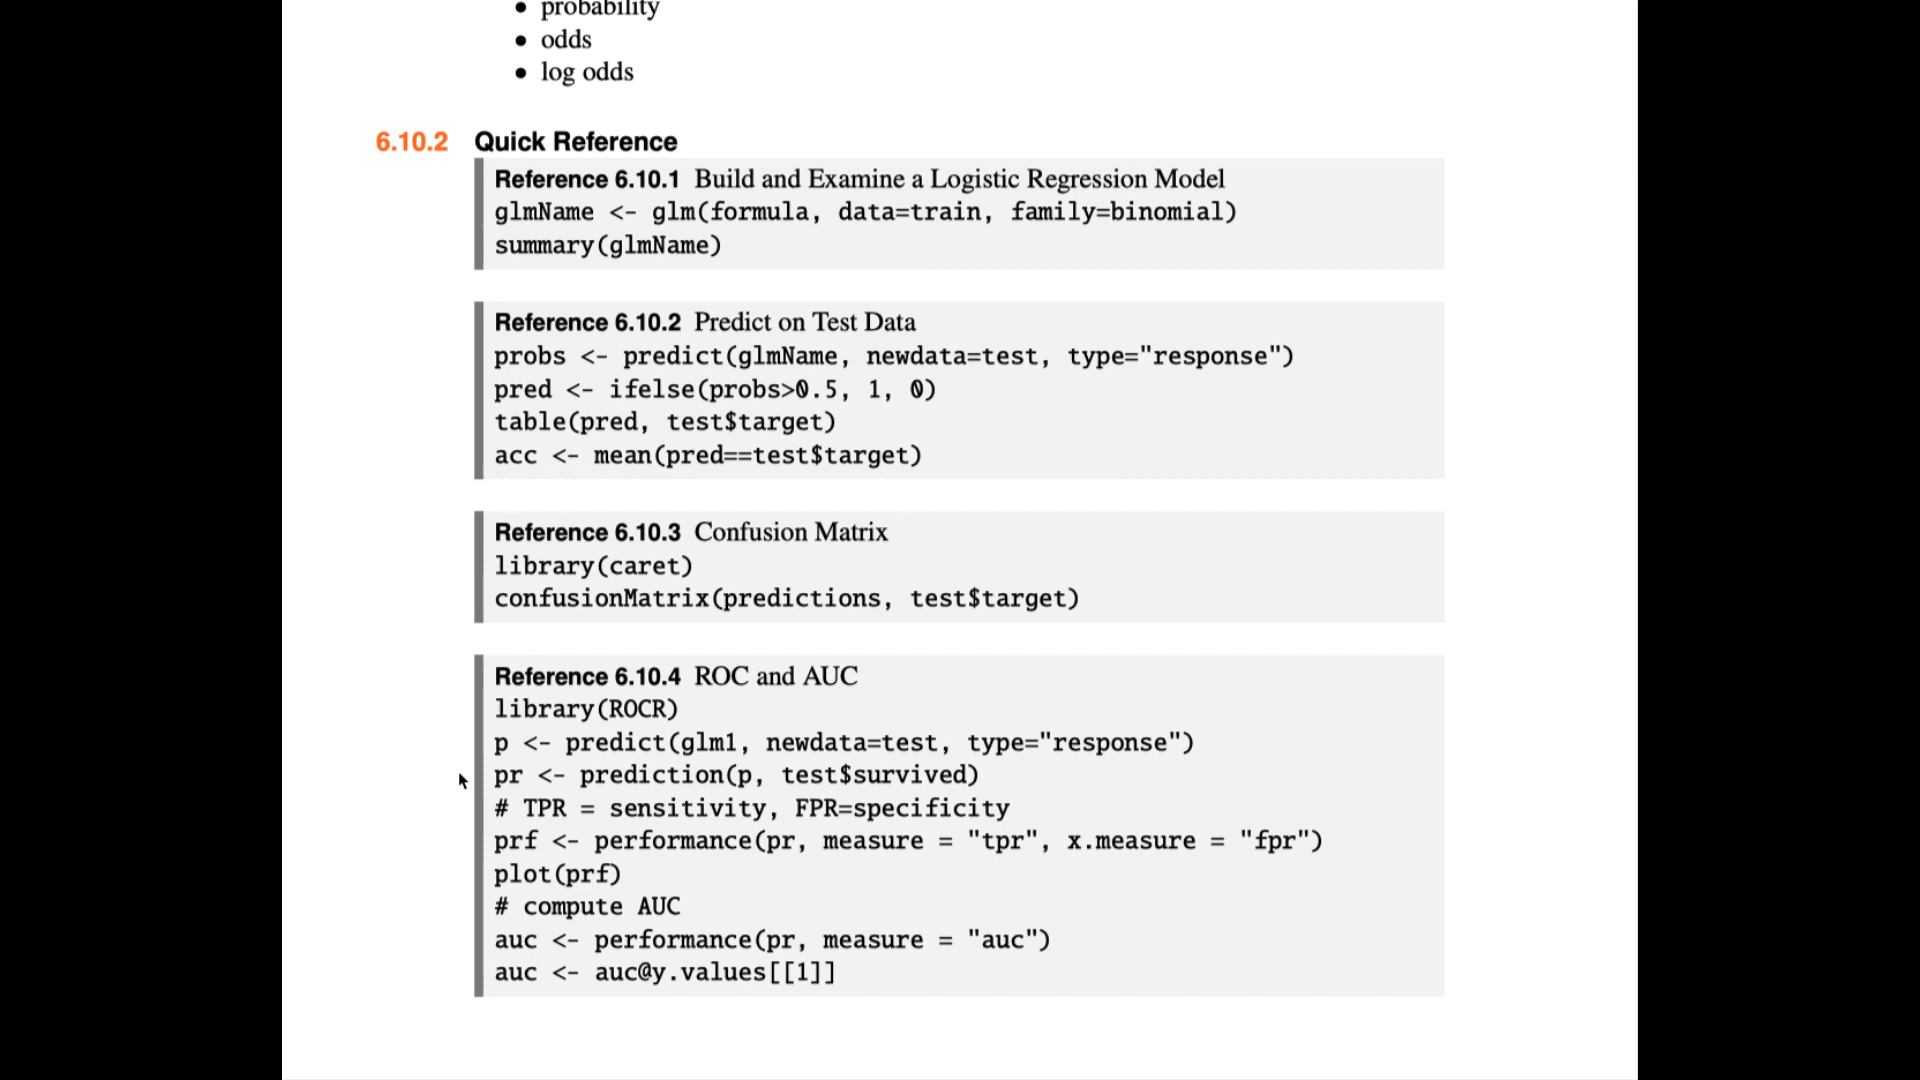 • probability
• odds
• log odds
6.10.2 Quick Reference
Reference 6.10.1 Build and Examine a Logistic Regression Model
glmName <- glm(formula, data=train, family=binomial)
summary(glmName)
Reference 6.10.2 Predict on Test Data
probs <- predict(glmName, newdata=test, type="response")
pred <- ifelse(probs>0.5, 1, 0)
table(pred, test$target)
acc <- mean(pred==test$target)
Reference 6.10.3 Confusion Matrix
library(caret)
confusionMatrix(predictions, test$target)
Reference 6.10.4 ROC and AUC
library(ROCR)
p <- predict(glm1, newdata=test, type="response")
pr <- prediction(p, test$survived)
# TPR = sensitivity, FPR=specificity
prf <- performance(pr, measure = "tpr", x.measure = "fpr")
plot(prf)
# compute AUC
auc <- performance(pr, measure = "auc")
auc <- auc@y.values[[1]]